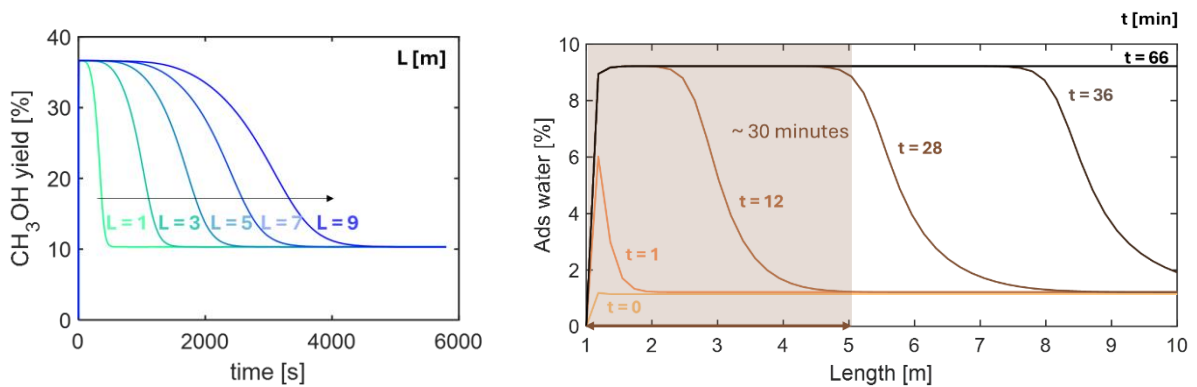 CH3OH yield [%]
40
30
20
10
0
L [m]
L = 1 L = 3 L = 5 L = 7 L = 9
0 2000 4000 6000
time [s]
t [min]
Ads water [%]
10
8
6
4
2
0
t = 66
t = 36
~ 30 minutes
t = 28
t = 12
t = 1
t = 0
1 2 3 4 5 6 7 8 9 10
Length [m]